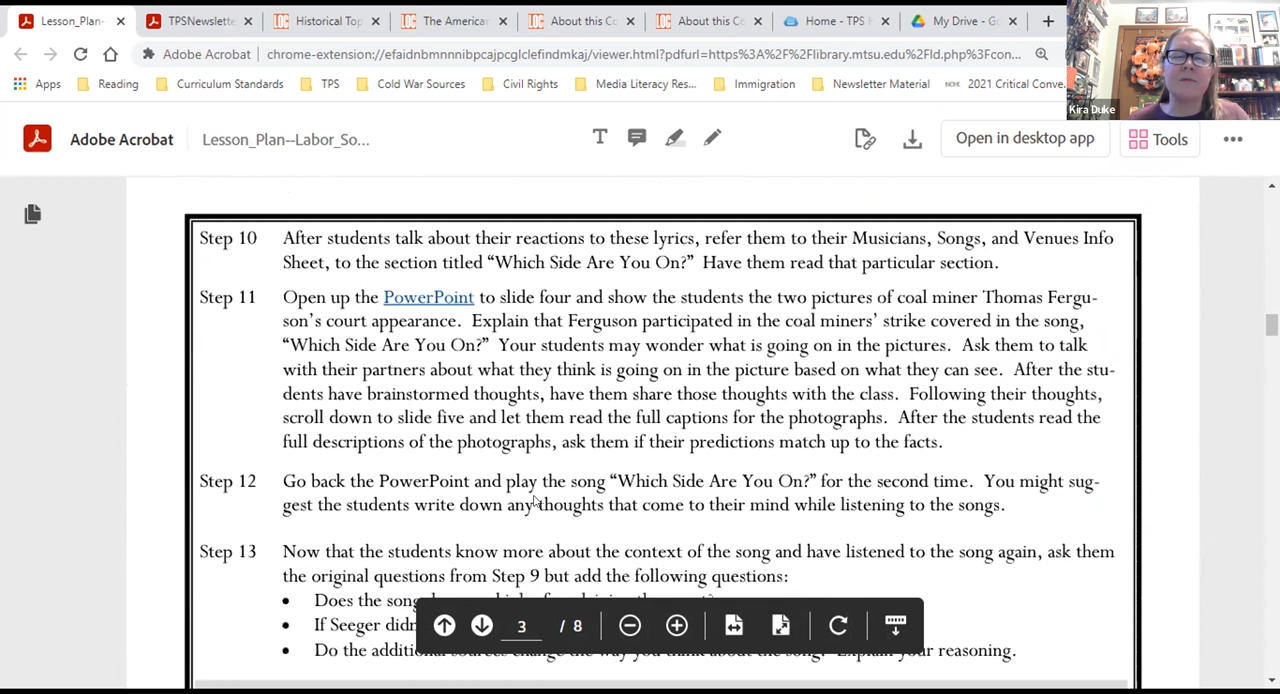 Lesson_Plan-
TPSNewslette
Historical Top
The American
About this Co
About this Co
Home - TPS
My Drive - Go
Adobe Acrobat
chrome-extension://efaidnbmnnnibpcajpcglclefindmkaj/viewer.html?pdfurl=https%3A%2F%2Flibrary.mtsu.edu%2Fld.php%3Fcon...
Apps
Reading
Curriculum Standards
TPS
Cold War Sources
Civil Rights
Media Literacy Res...
Immigration
Newsletter Material
2021 Critical Conve
Kira Duke
Adobe Acrobat
Lesson_Plan--Labor_So...
Open in desktop app
Tools
Step 10 After students talk about their reactions to these lyrics, refer them to their Musicians, Songs, and Venues Info
Sheet, to the section titled “Which Side Are You On?” Have them read that particular section.
Step 11 Open up the PowerPoint to slide four and show the students the two pictures of coal miner Thomas Fergu-
son’s court appearance. Explain that Ferguson participated in the coal miners’ strike covered in the song,
“Which Side Are You On?” Your students may wonder what is going on in the pictures. Ask them to talk
with their partners about what they think is going on in the picture based on what they can see. After the stu-
dents have brainstormed thoughts, have them share those thoughts with the class. Following their thoughts,
scroll down to slide five and let them read the full captions for the photographs. After the students read the
full descriptions of the photographs, ask them if their predictions match up to the facts.
Step 12 Go back the PowerPoint and play the song “Which Side Are You On?” for the second time. You might sug-
gest the students write down any thoughts that come to their mind while listening to the songs.
Step 13 Now that the students know more about the context of the song and have listened to the song again, ask them
the original questions from Step 9 but add the following questions:
• Does the song
• If Seeger didn
• Do the additional sources change the way you think about the song? Explain your reasoning.
3 / 8